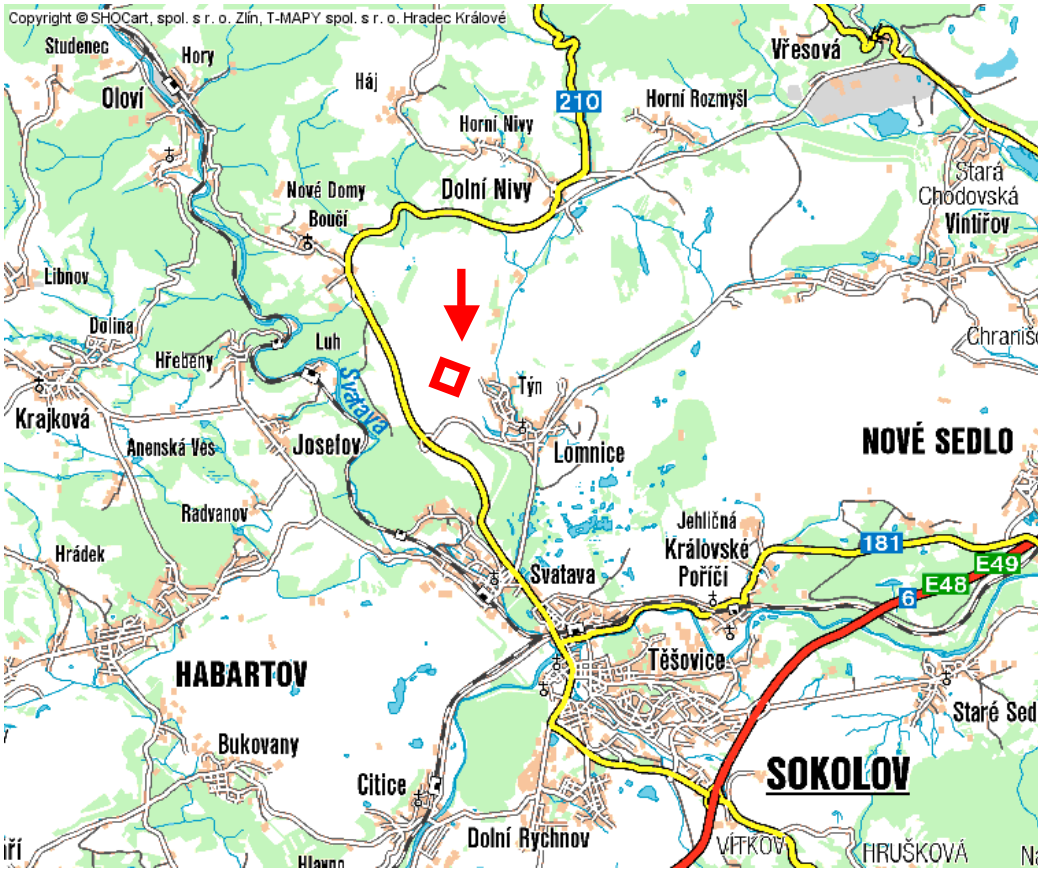 Copyright © SHOCart, spol. s r. o. Zlín, T-MAPY spol. s r. o. Hradec Králové
Studenec
Hory
Vřesová
Háj
Oloví
210
Horní Rozmyšl
Horní Nivy
Stará
Chodovská
Nové Domy
Dolní Nivy
Boučí
Vintířov
Libnov
Dolina
Luh
Chraniš
Hřebeny
Svatava
Týn
Krajková
Anenská Ves
Josefov
Lomnice
NOVÉ SEDLO
Radvanov
Jehličná
Královské
Poříčí
181
Hrádek
E49
Svatava
E48
6
Těšovice
HABARTOV
Staré Sed
Bukovany
Citice
SOKOLOV
Dolní Rychnov
VÍTKOV
HRUŠKOVÁ
Na